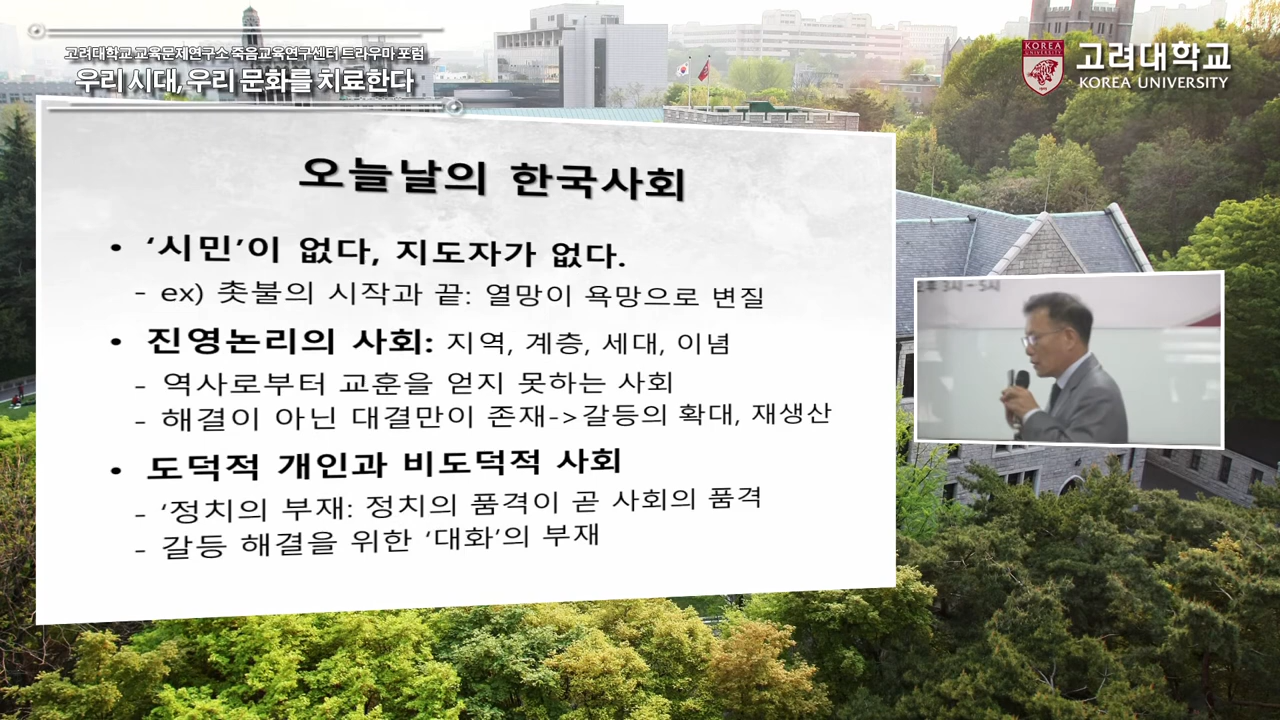 고려대학교 교육문제연구소 죽음교육연구센터 트라우마 포럼
우리 시대, 우리 문화를 치료한다
KOREA
UNIVERSITY
고려대학교
KOREA UNIVERSITY
오늘날의 한국사회
• ‘시민’이 없다, 지도자가 없다.
- ex) 촛불의 시작과 끝: 열망이 욕망으로 변질
• 진영논리의 사회: 지역, 계층, 세대, 이념
- 역사로부터 교훈을 얻지 못하는 사회
- 해결이 아닌 대결만이 존재->갈등의 확대, 재생산
• 도덕적 개인과 비도덕적 사회
- ‘정치의 부재: 정치의 품격이 곧 사회의 품격
- 갈등 해결을 위한 ‘대화’의 부재
오후 3시 ~ 5시